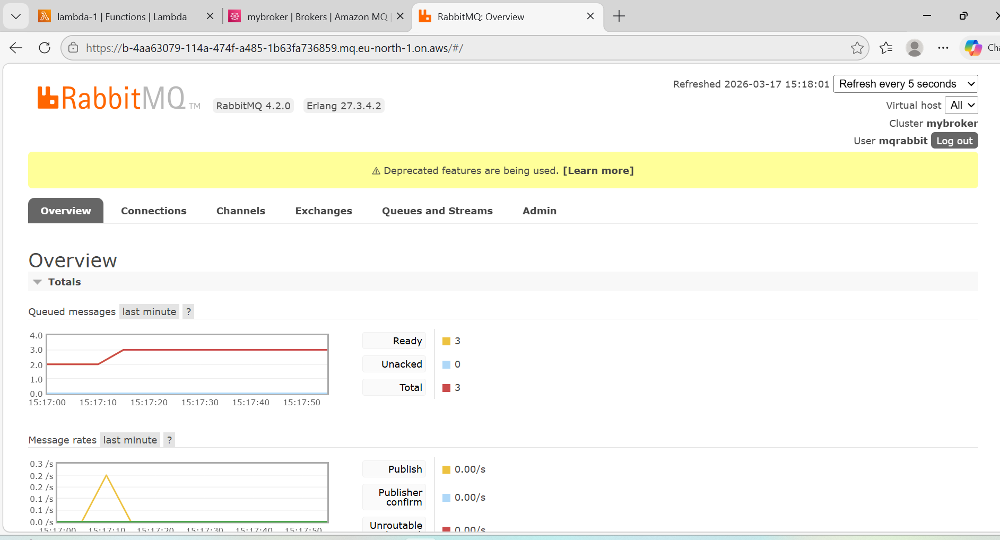 lambda-1 | Functions | Lambda
mybroker | Brokers | Amazon MQ |
RabbitMQ: Overview
https://b-4aa63079-114a-474f-a485-1b63fa736859.mq.eu-north-1.on.aws/#/
Refreshed 2026-03-17 15:18:01 Refresh every 5 seconds
RabbitMQ TM RabbitMQ 4.2.0 Erlang 27.3.4.2
Virtual host All
Cluster mybroker
User mqrabbit Log out
⚠ Deprecated features are being used. [Learn more]
Overview Connections Channels Exchanges Queues and Streams Admin
Overview
Totals
Queued messages last minute ?
4.0
3.0
2.0
1.0
0.0
15:17:00 15:17:10 15:17:20 15:17:30 15:17:40 15:17:50
Ready 3
Unacked 0
Total 3
Message rates last minute ?
0.3 /s
0.2 /s
0.2 /s
0.1 /s
0.1 /s
0.0 /s
15:17:00 15:17:10 15:17:20 15:17:30 15:17:40 15:17:50
Publish 0.00/s
Publisher confirm 0.00/s
Unroutable 0.00/s